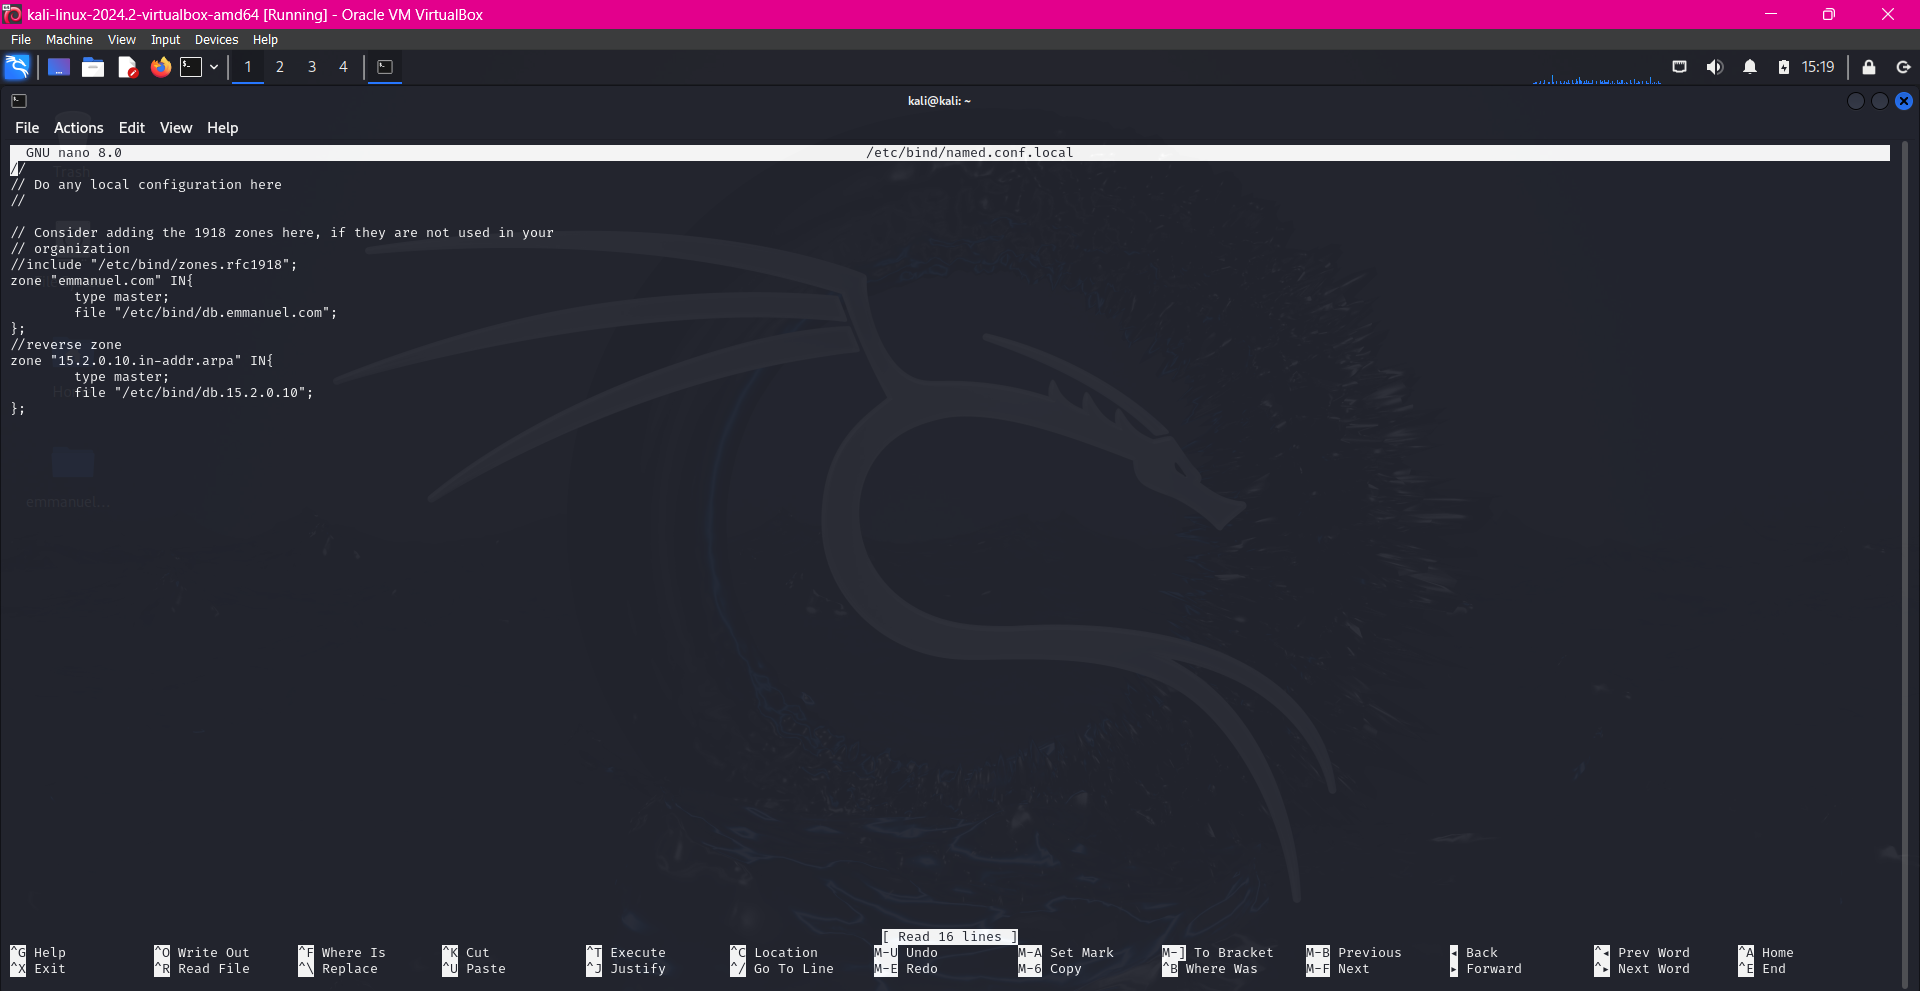 kali-linux-2024.2-virtualbox-amd64 [Running] - Oracle VM VirtualBox
File Machine View Input Devices Help
1 2 3 4 15:19
kali@kali: ~
File Actions Edit View Help
GNU nano 8.0 /etc/bind/named.conf.local
//
// Do any local configuration here
//
// Consider adding the 1918 zones here, if they are not used in your
// organization
//include "/etc/bind/zones.rfc1918";
zone "emmanuel.com" IN{
type master;
file "/etc/bind/db.emmanuel.com";
};
//reverse zone
zone "15.2.0.10.in-addr.arpa" IN{
type master;
file "/etc/bind/db.15.2.0.10";
};
Trash
emmanuel...
[ Read 16 lines ]
^G Help ^O Write Out ^F Where Is ^K Cut ^T Execute ^C Location M-U Undo M-A Set Mark M-] To Bracket M-B Previous ◂ Back ^◂ Prev Word ^A Home
^X Exit ^R Read File ^\ Replace ^U Paste ^J Justify ^/ Go To Line M-E Redo M-6 Copy ^B Where Was M-F Next ▸ Forward ^▸ Next Word ^E End